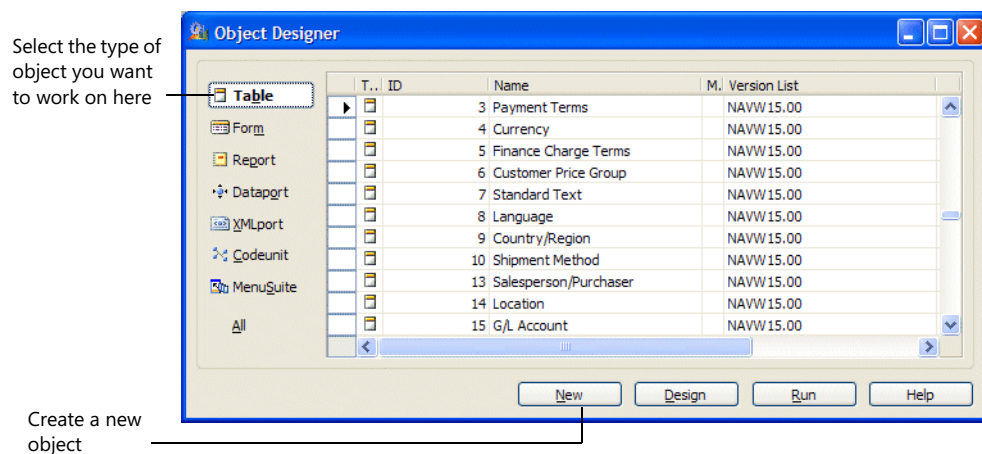 Object Designer
Select the type of
object you want
to work on here
T.. ID Name M. Version List
Table
Form
Report
Dataport
XMLport
Codeunit
MenuSuite
All
3 Payment Terms NAVW15.00
4 Currency NAVW15.00
5 Finance Charge Terms NAVW15.00
6 Customer Price Group NAVW15.00
7 Standard Text NAVW15.00
8 Language NAVW15.00
9 Country/Region NAVW15.00
10 Shipment Method NAVW15.00
13 Salesperson/Purchaser NAVW15.00
14 Location NAVW15.00
15 G/L Account NAVW15.00
New Design Run Help
Create a new
object